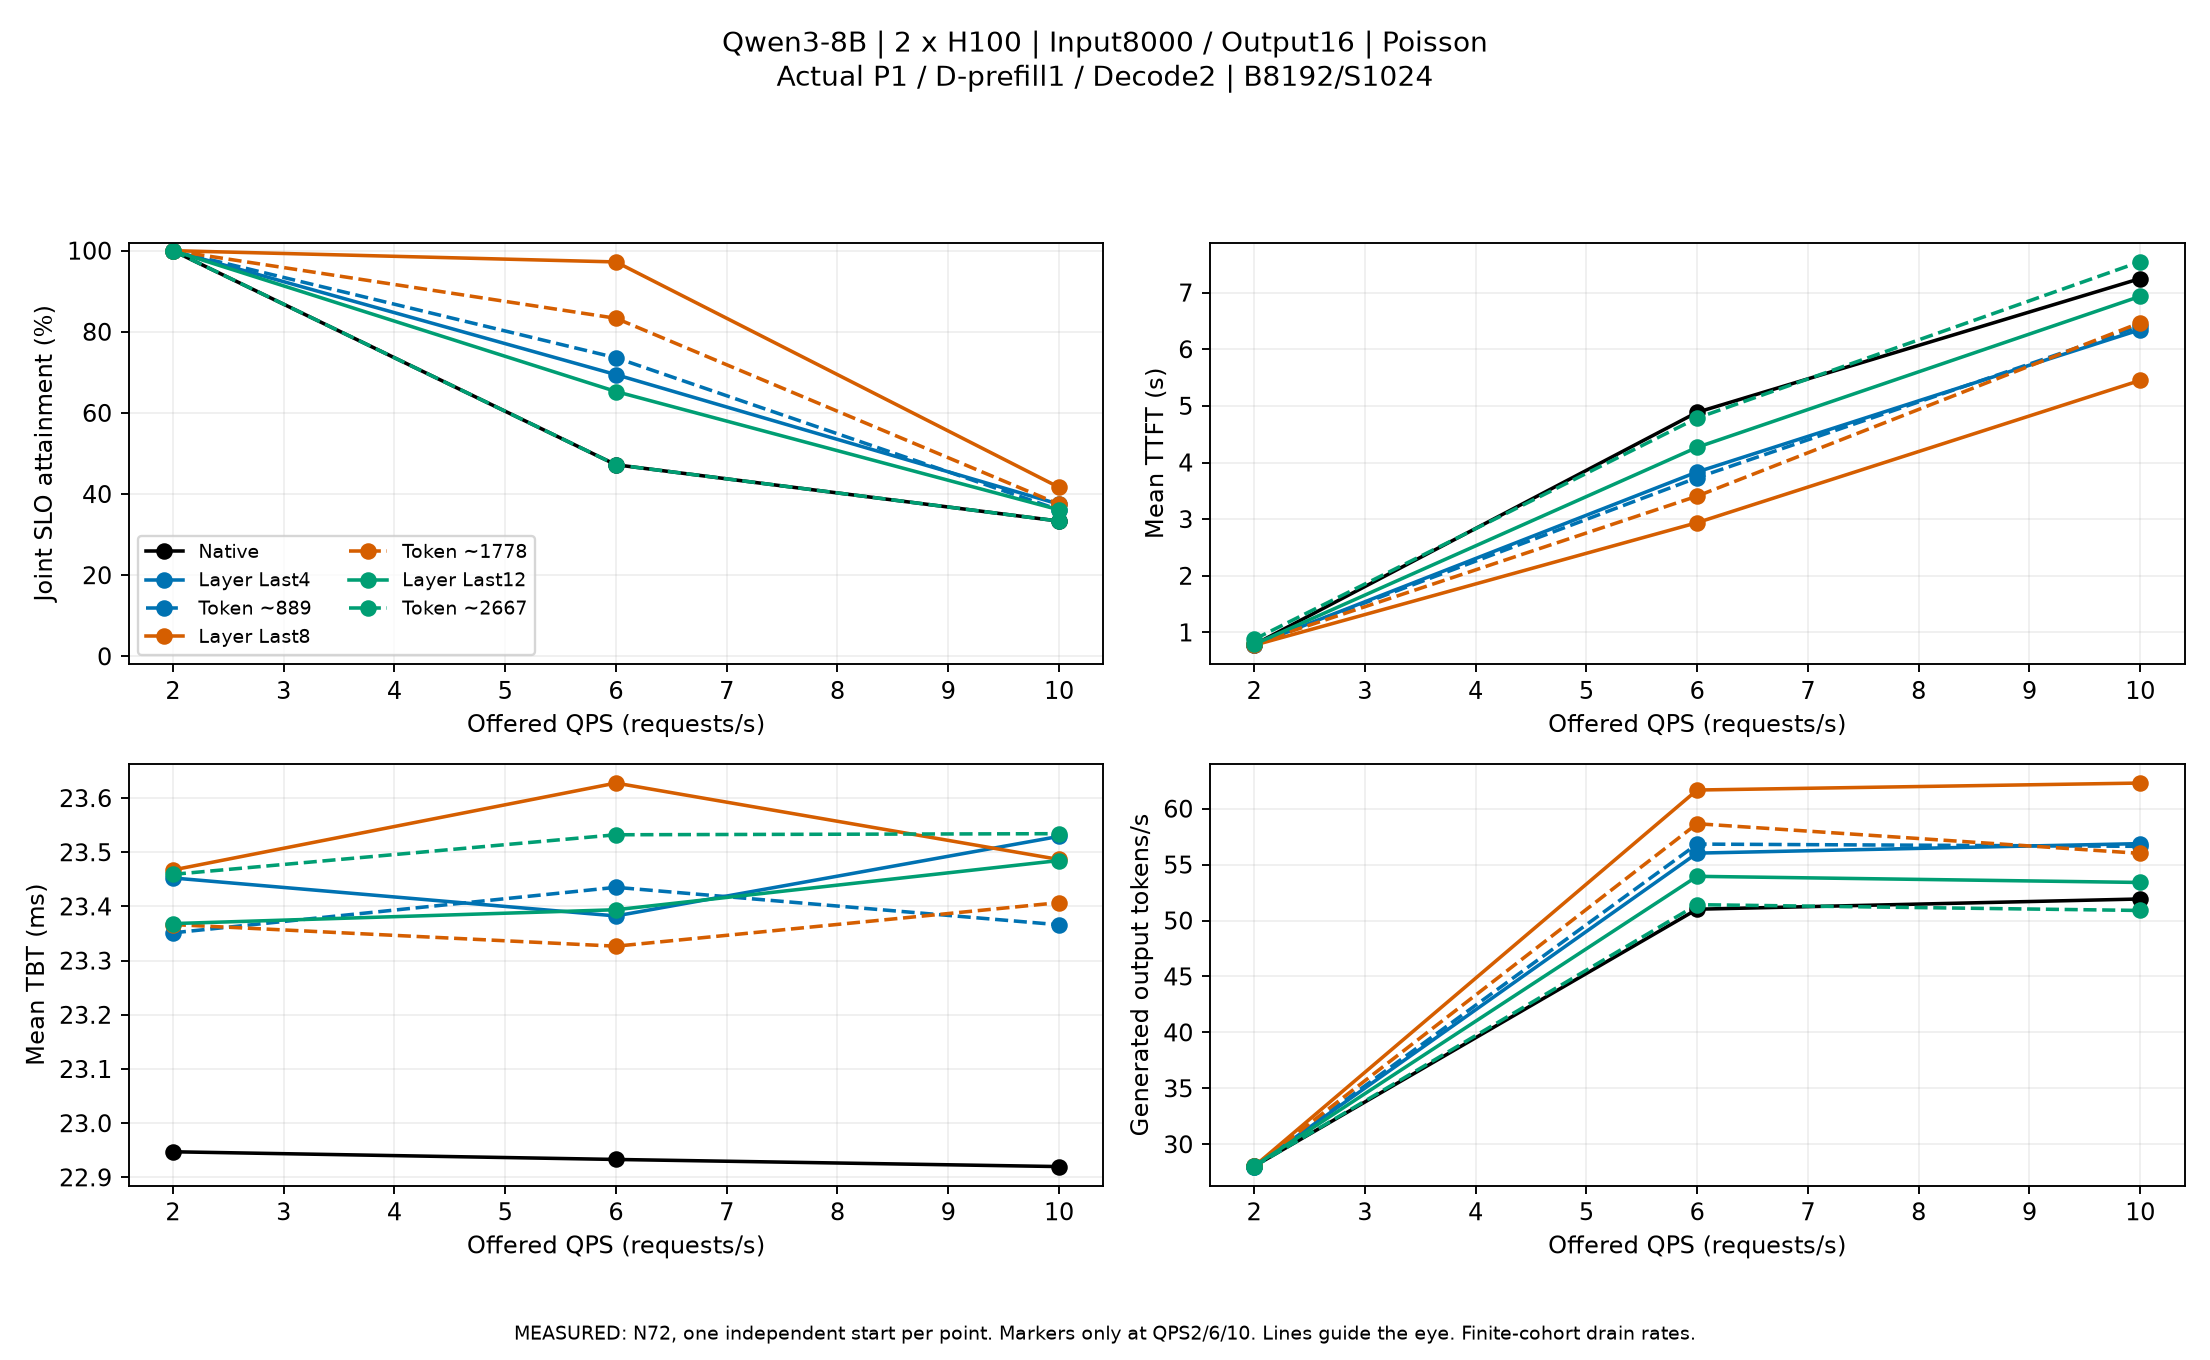 Qwen3-8B | 2 x H100 | Input8000 / Output16 | Poisson
Actual P1 / D-prefill1 / Decode2 | B8192/S1024
Joint SLO attainment (%)
100
80
60
40
20
0
Native
Layer Last4
Token ~889
Layer Last8
Token ~1778
Layer Last12
Token ~2667
2 3 4 5 6 7 8 9 10
Offered QPS (requests/s)
Mean TTFT (s)
7
6
5
4
3
2
1
2 3 4 5 6 7 8 9 10
Offered QPS (requests/s)
Mean TBT (ms)
23.6
23.5
23.4
23.3
23.2
23.1
23.0
22.9
2 3 4 5 6 7 8 9 10
Offered QPS (requests/s)
Generated output tokens/s
60
55
50
45
40
35
30
2 3 4 5 6 7 8 9 10
Offered QPS (requests/s)
MEASURED: N72, one independent start per point. Markers only at QPS2/6/10. Lines guide the eye. Finite-cohort drain rates.